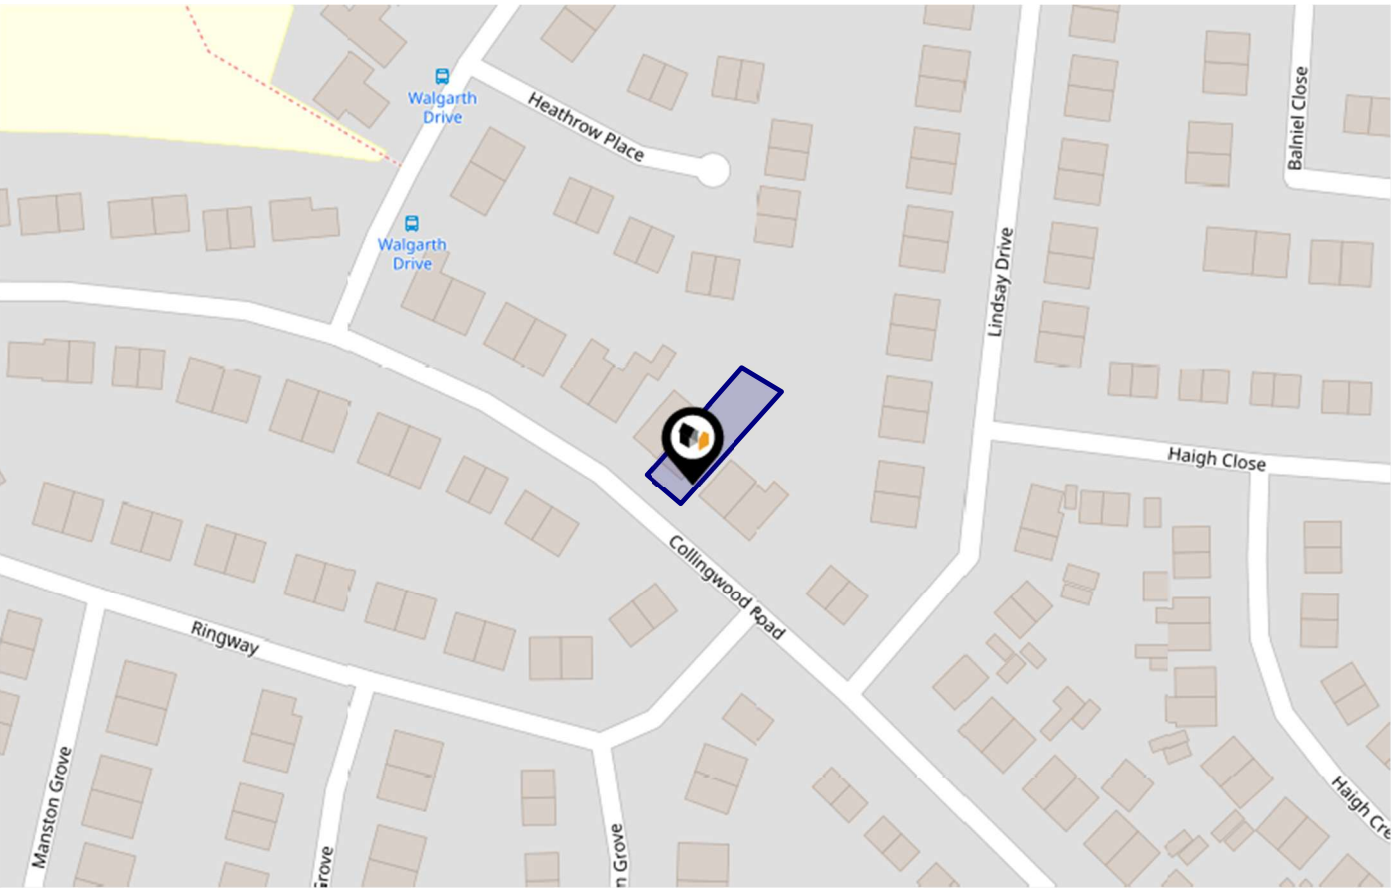 Walgarth
Drive
Heathrow Place
Balniel Close
Walgarth
Drive
Lindsay Drive
Haigh Close
Collingwood Road
Ringway
Manston Grove
Grove
n Grove
Haigh Cre